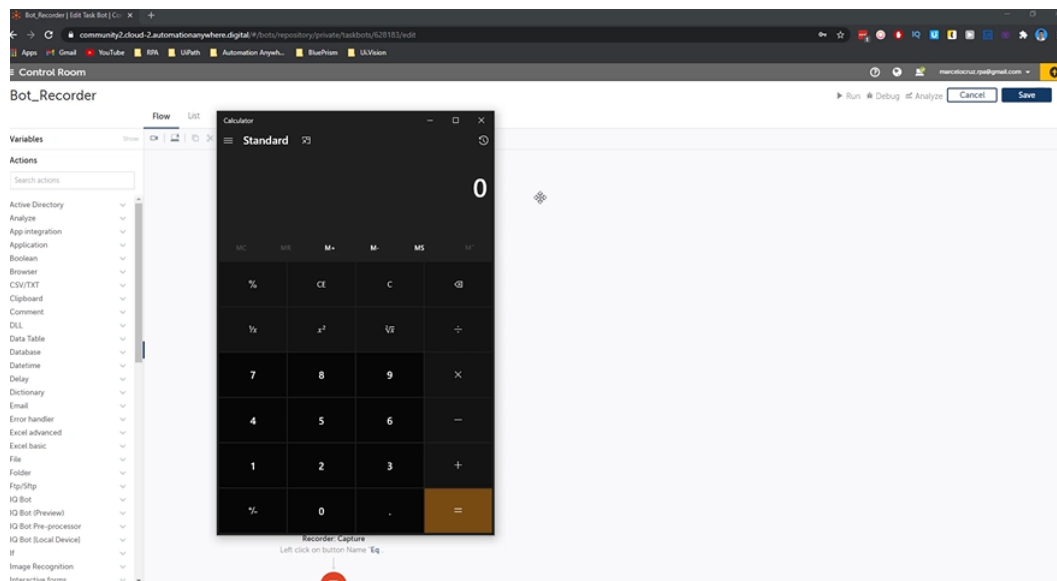 Bot_Recorder | Edit Task Bot | Cor
community2.cloud-2.automationanywhere.digital/#/bots/repository/private/taskbots/628183/edit
Apps Gmail YouTube RPA UiPath Automation Anywh... BluePrism Ui.Vision
Control Room
marcelocruz.rpa@gmail.com
Bot_Recorder
Run Debug Analyze Cancel Save
Flow List
Variables Show
Actions
Search actions
Active Directory
Analyze
App integration
Application
Boolean
Browser
CSV/TXT
Clipboard
Comment
DLL
Data Table
Database
Datetime
Delay
Dictionary
Email
Error handler
Excel advanced
Excel basic
File
Folder
Ftp/Sftp
IQ Bot
IQ Bot (Preview)
IQ Bot Pre-processor
IQ Bot [Local Device]
If
Image Recognition
Interactive forms
Calculator
Standard
0
MC MR M+ M- MS M˅
% CE C
⅟x x² ²√x ÷
7 8 9 ×
4 5 6 −
1 2 3 +
+/- 0 . =
Recorder: Capture
Left click on button Name "Eq...